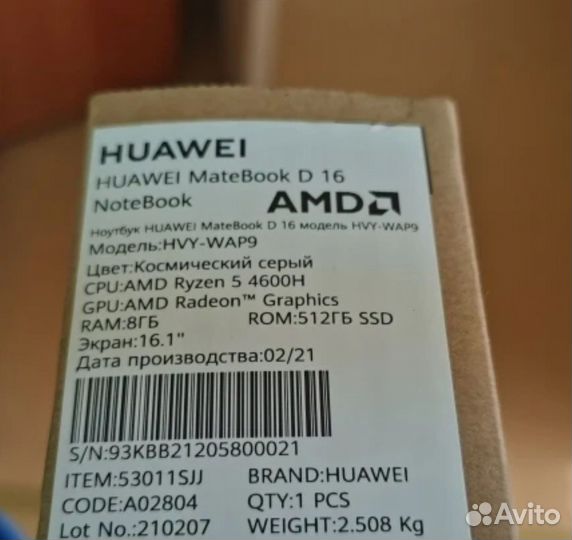 HUAWEI
HUAWEI MateBook D 16
NoteBook AMD
Ноутбук HUAWEI MateBook D 16 модель HVY-WAP9
Модель:HVY-WAP9
Цвет:Космический серый
CPU:AMD Ryzen 5 4600H
GPU:AMD Radeon™ Graphics
RAM:8ГБ ROM:512ГБ SSD
Экран:16.1"
Дата производства:02/21
S/N:93KBB21205800021
ITEM:53011SJJ BRAND:HUAWEI
CODE:A02804 QTY:1 PCS
Lot No.:210207 WEIGHT:2.508 Kg
Avito